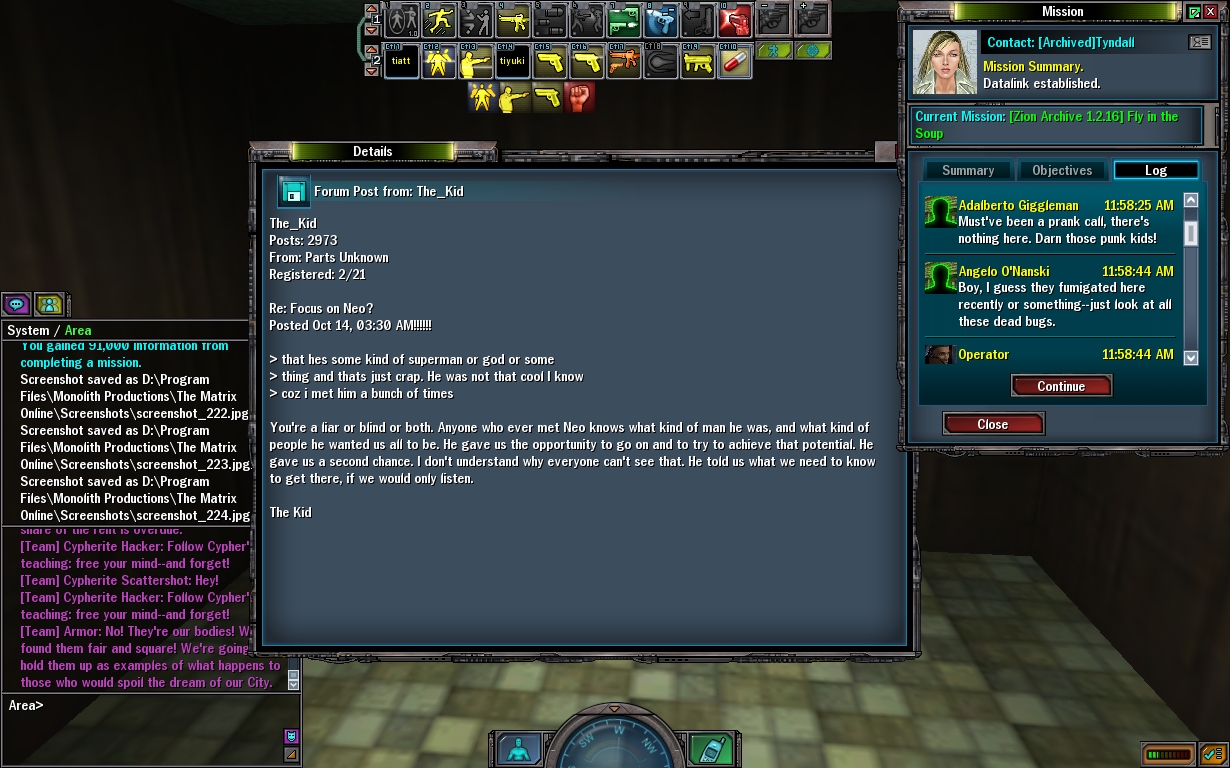 1
1.0
2
Ctrl1
Ctrl2
Ctrl3
Ctrl4
Ctrl5
Ctrl6
Ctrl7
Ctrl8
Ctrl9
Ctrl10
tiatt
tiyuki
Mission
Contact: [Archived]Tyndall
Mission Summary.
Datalink established.
Current Mission: [Zion Archive 1.2.16] Fly in the
Soup
Summary
Objectives
Log
Adalberto Giggleman 11:58:25 AM
Must've been a prank call, there's
nothing here. Darn those punk kids!
Angelo O'Nanski 11:58:44 AM
Boy, I guess they fumigated here
recently or something--just look at all
these dead bugs.
Operator 11:58:44 AM
Continue
Close
Details
Forum Post from: The_Kid
The_Kid
Posts: 2973
From: Parts Unknown
Registered: 2/21
Re: Focus on Neo?
Posted Oct 14, 03:30 AM!!!!!!
> that hes some kind of superman or god or some
> thing and thats just crap. He was not that cool I know
> coz i met him a bunch of times
You're a liar or blind or both. Anyone who ever met Neo knows what kind of man he was, and what kind of
people he wanted us all to be. He gave us the opportunity to go on and to try to achieve that potential. He
gave us a second chance. I don't understand why everyone can't see that. He told us what we need to know
to get there, if we would only listen.
The Kid
System / Area
You gained 91,000 information from
completing a mission.
Screenshot saved as D:\Program
Files\Monolith Productions\The Matrix
Online\Screenshots\screenshot_222.jpg
Screenshot saved as D:\Program
Files\Monolith Productions\The Matrix
Online\Screenshots\screenshot_223.jpg
Screenshot saved as D:\Program
Files\Monolith Productions\The Matrix
Online\Screenshots\screenshot_224.jpg
share of the rent is overdue.
[Team] Cypherite Hacker: Follow Cypher'
teaching: free your mind--and forget!
[Team] Cypherite Scattershot: Hey!
[Team] Cypherite Hacker: Follow Cypher'
teaching: free your mind--and forget!
[Team] Armor: No! They're our bodies! W
found them fair and square! We're going
hold them up as examples of what happens to
those who would spoil the dream of our City.
Area>
SW
W
NW